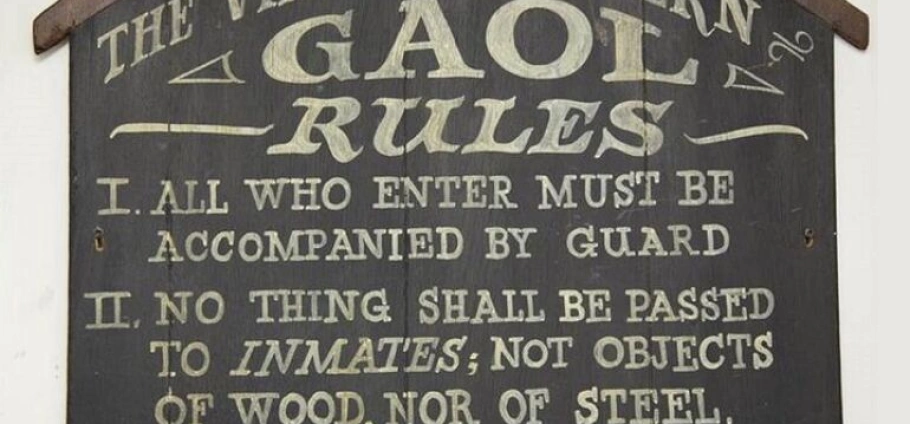 THE
GAOL
RULES
I. ALL WHO ENTER MUST BE
ACCOMPANIED BY GUARD
II. NO THING SHALL BE PASSED
TO INMATES; NOT OBJECTS
OF WOOD, NOR OF STEEL,